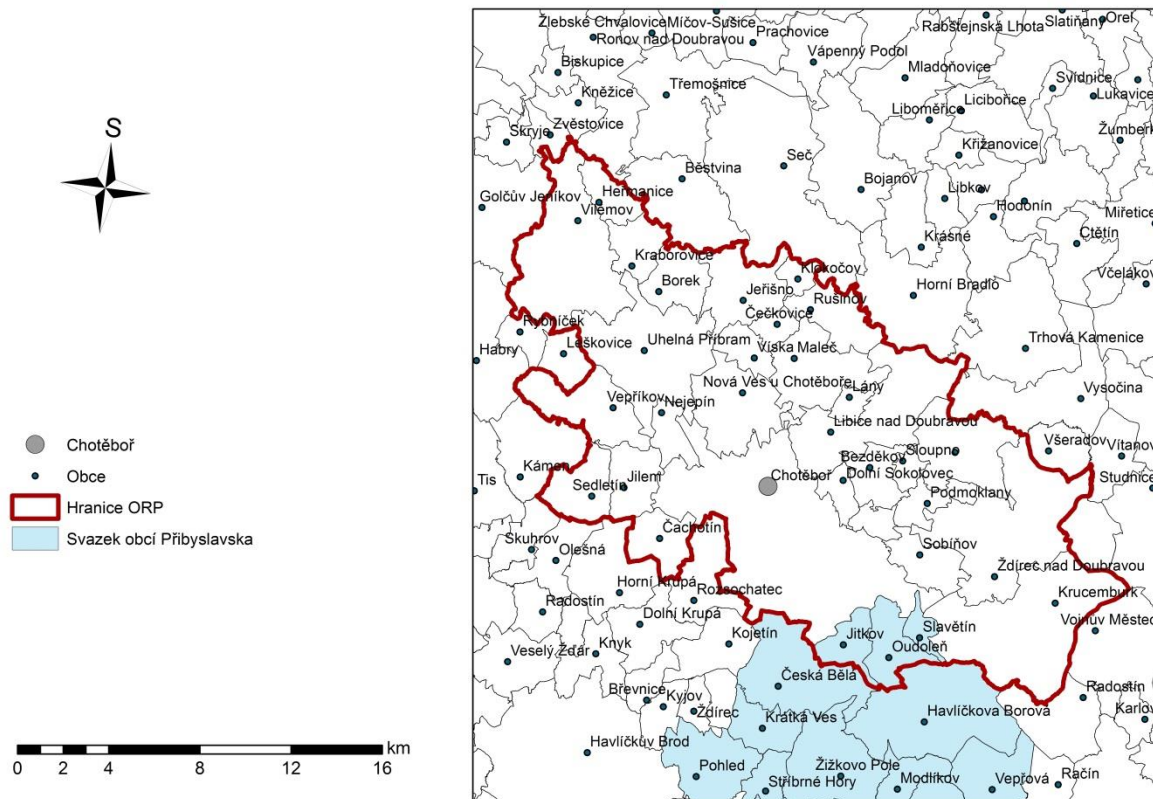 Žlebské Chvalovice
Míčov-Sušice
Ronov nad Doubravou
Prachovice
Rabštejnská Lhota
Slatiňany
Orel
Biskupice
Vápenný Podol
Mladoňovice
Svídnice
Kněžice
Třemošnice
Liboměřice
Licibořice
Lukavice
S
Skryje
Zvěstovice
Křižanovice
Žumberk
Běstvina
Seč
Bojanov
Libkov
Golčův Jeníkov
Heřmanice
Vilémov
Hodonín
Miřetice
Krásné
Ctětín
Kraborovice
Klokočov
Včelákov
Borek
Jeřišno
Rušinov
Horní Bradlo
Čečkovice
Rybníček
Habry
Leškovice
Uhelná Příbram
Víska
Maleč
Trhová Kamenice
Nová Ves u Chotěboře
Lány
Vysočina
Vepříkov
Nejepín
Libice nad Doubravou
Všeradov
Vítanov
Bezděkov
Sloupno
Kámen
Tis
Sedletín
Jilem
Chotěboř
Dolní Sokolovec
Studnice
Podmoklany
Chotěboř
Obce
Hranice ORP
Svazek obcí Přibyslavska
Skuhrov
Olešná
Čachotín
Sobíňov
Ždírec nad Doubravou
Horní Krupá
Rozsochatec
Krucemburk
Radostín
Dolní Krupá
Vojnův Městec
Kojetín
Jitkov
Slavětín
Oudoleň
Veselý Žďár
Knyk
Česká Bělá
Radostín
Břevnice
Kyjov
Ždírec
Karlov
Krátká Ves
Havlíčkova Borová
Havlíčkův Brod
Pohled
Stříbrné Hory
Žižkovo Pole
Modlíkov
Vepřová
Račín
km
0 2 4 8 12 16